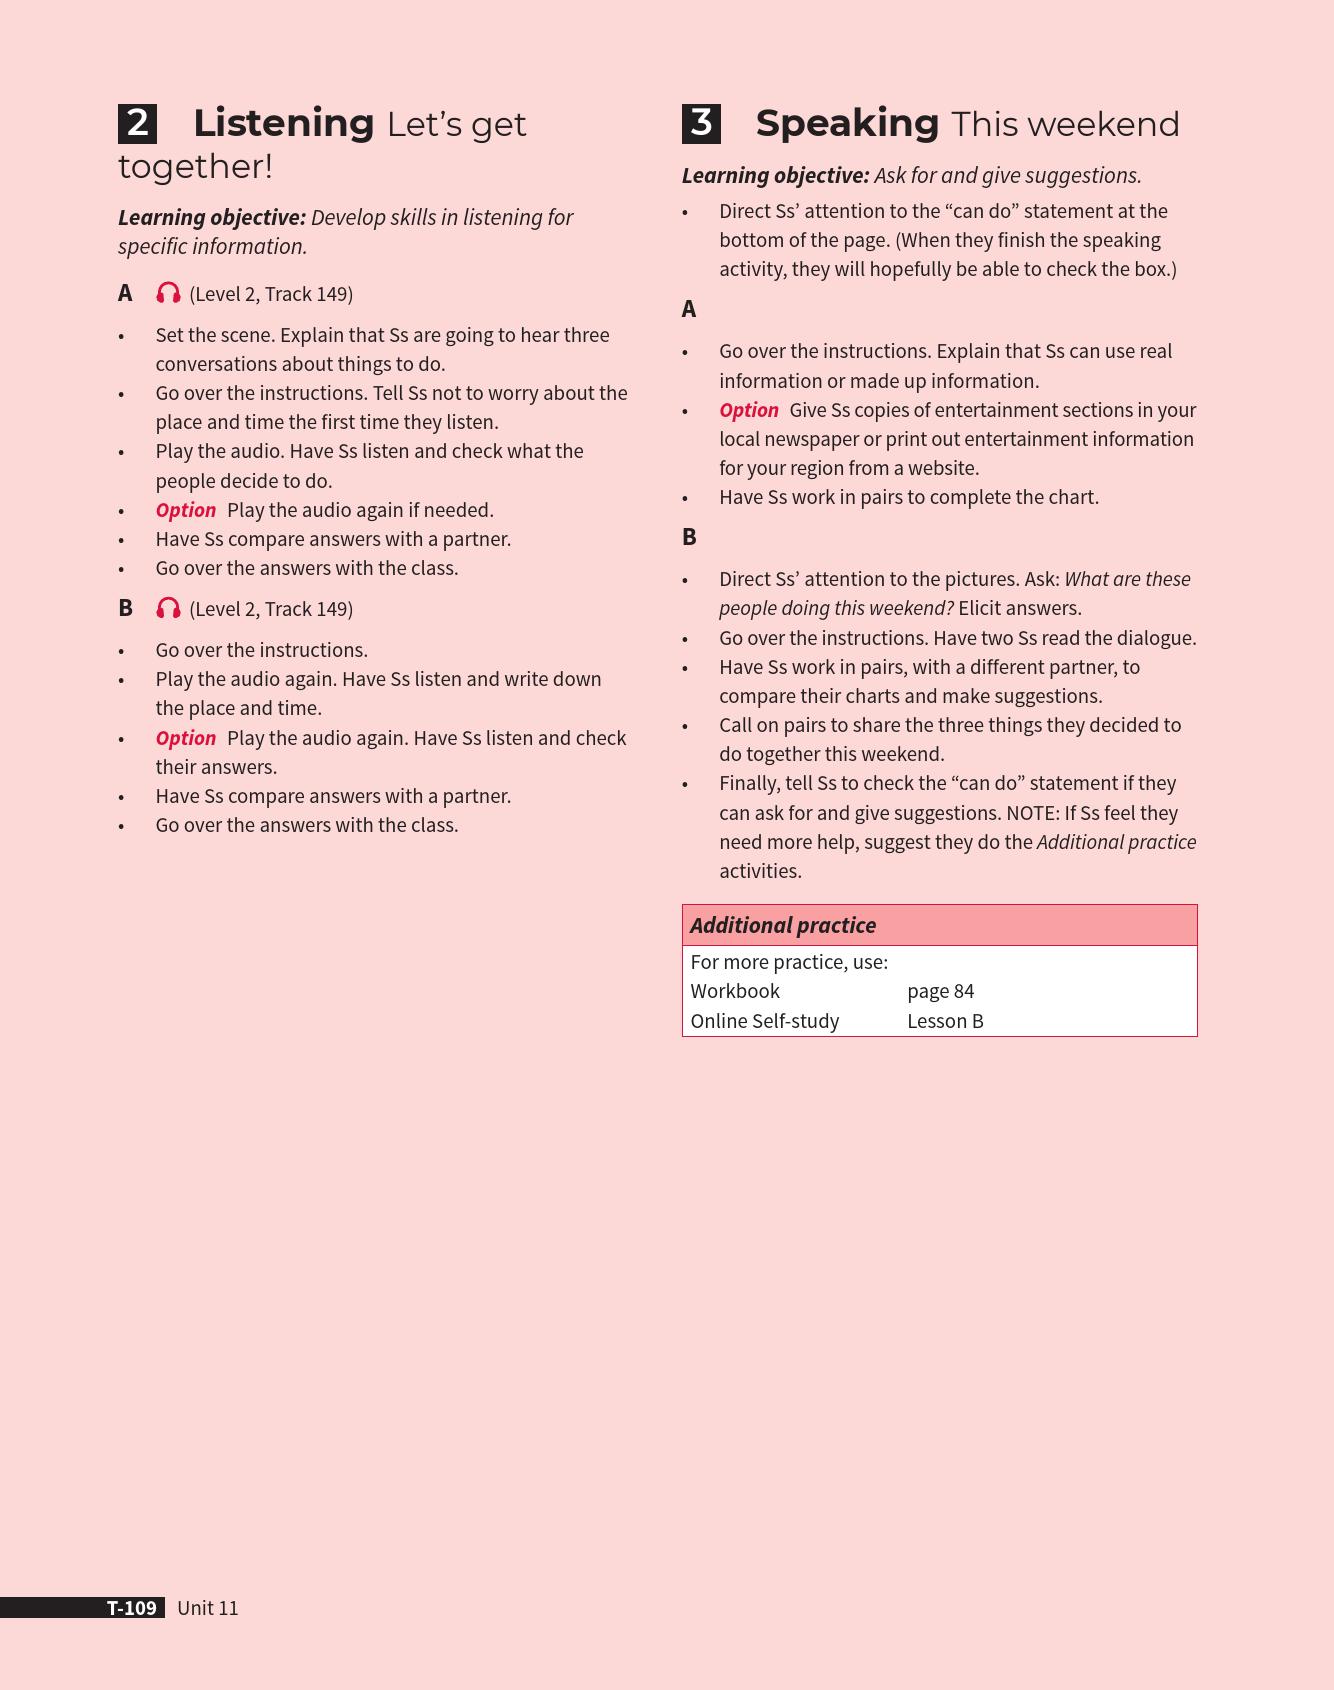 2 Listening Let’s get
together!
Learning objective: Develop skills in listening for
specific information.
A (Level 2, Track 149)
• Set the scene. Explain that Ss are going to hear three
conversations about things to do.
• Go over the instructions. Tell Ss not to worry about the
place and time the first time they listen.
• Play the audio. Have Ss listen and check what the
people decide to do.
• Option Play the audio again if needed.
• Have Ss compare answers with a partner.
• Go over the answers with the class.
B (Level 2, Track 149)
• Go over the instructions.
• Play the audio again. Have Ss listen and write down
the place and time.
• Option Play the audio again. Have Ss listen and check
their answers.
• Have Ss compare answers with a partner.
• Go over the answers with the class.
3 Speaking This weekend
Learning objective: Ask for and give suggestions.
• Direct Ss’ attention to the “can do” statement at the
bottom of the page. (When they finish the speaking
activity, they will hopefully be able to check the box.)
A
• Go over the instructions. Explain that Ss can use real
information or made up information.
• Option Give Ss copies of entertainment sections in your
local newspaper or print out entertainment information
for your region from a website.
• Have Ss work in pairs to complete the chart.
B
• Direct Ss’ attention to the pictures. Ask: What are these
people doing this weekend? Elicit answers.
• Go over the instructions. Have two Ss read the dialogue.
• Have Ss work in pairs, with a different partner, to
compare their charts and make suggestions.
• Call on pairs to share the three things they decided to
do together this weekend.
• Finally, tell Ss to check the “can do” statement if they
can ask for and give suggestions. NOTE: If Ss feel they
need more help, suggest they do the Additional practice
activities.
Additional practice
For more practice, use:
Workbook page 84
Online Self-study Lesson B
T-109 Unit 11